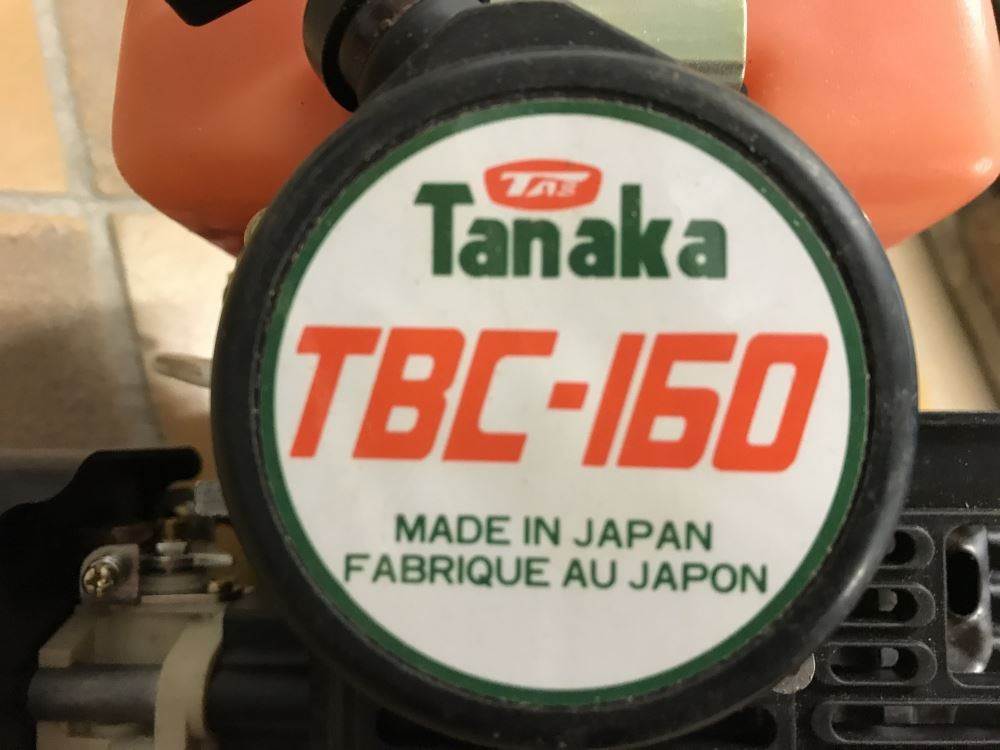 TAS
Tanaka
TBC-160
MADE IN JAPAN
FABRIQUE AU JAPON